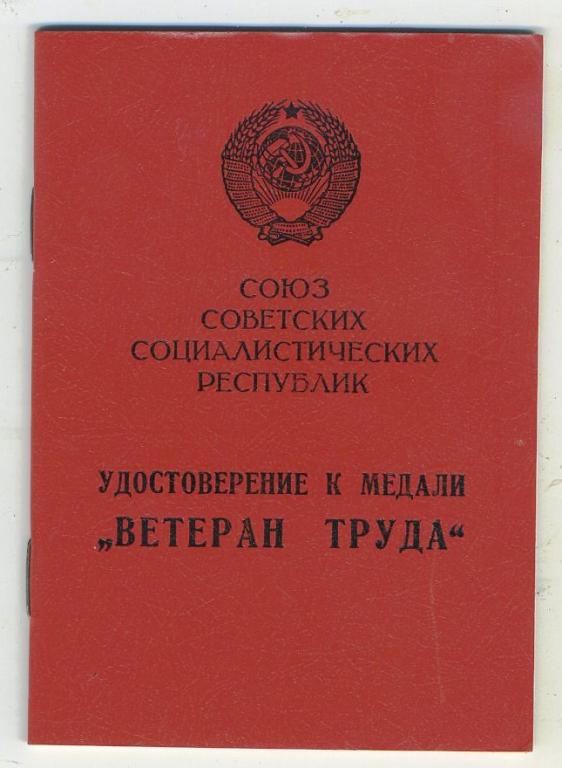 СОЮЗ
СОВЕТСКИХ
СОЦИАЛИСТИЧЕСКИХ
РЕСПУБЛИК
УДОСТОВЕРЕНИЕ К МЕДАЛИ
„ВЕТЕРАН ТРУДА“